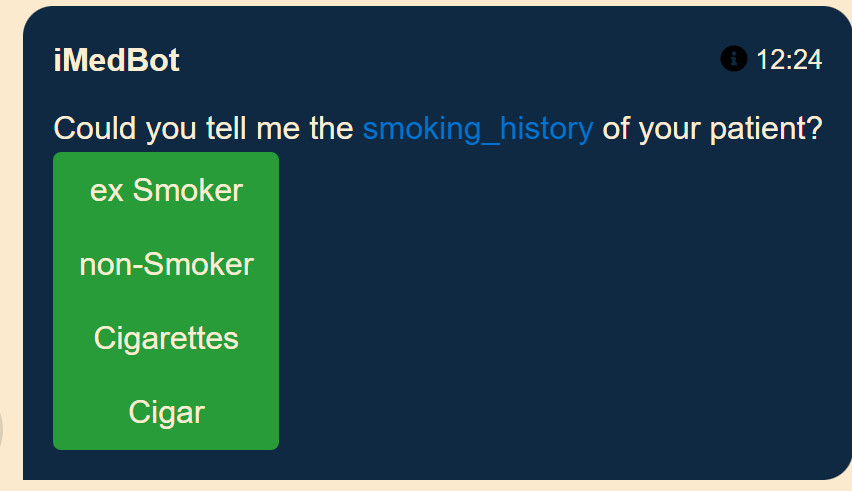 iMedBot
12:24
Could you tell me the smoking_history of your patient?
ex Smoker
non-Smoker
Cigarettes
Cigar